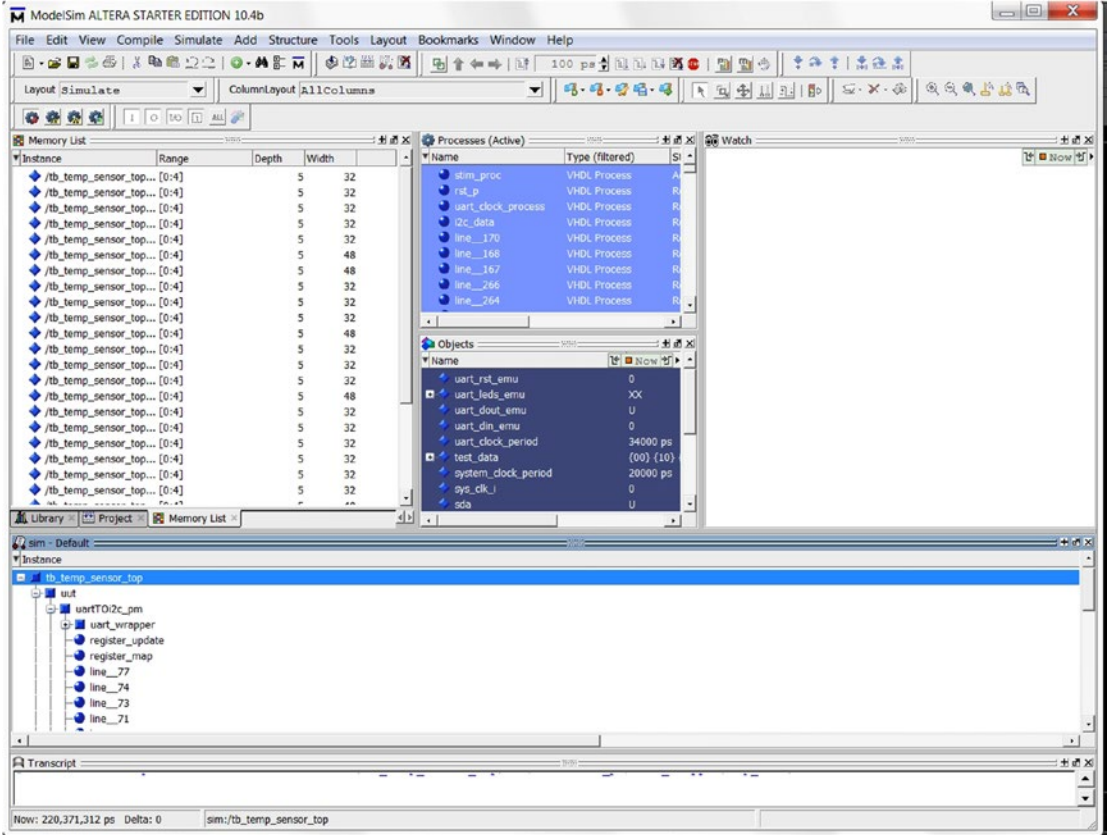 ModelSim ALTERA STARTER EDITION 10.4b
File Edit View Compile Simulate Add Structure Tools Layout Bookmarks Window Help
100 ps
Layout Simulate
ColumnLayout AllColumns
ALL
Memory List
Instance Range Depth Width
/tb_temp_sensor_top... [0:4] 5 32
/tb_temp_sensor_top... [0:4] 5 32
/tb_temp_sensor_top... [0:4] 5 32
/tb_temp_sensor_top... [0:4] 5 32
/tb_temp_sensor_top... [0:4] 5 32
/tb_temp_sensor_top... [0:4] 5 48
/tb_temp_sensor_top... [0:4] 5 48
/tb_temp_sensor_top... [0:4] 5 32
/tb_temp_sensor_top... [0:4] 5 32
/tb_temp_sensor_top... [0:4] 5 32
/tb_temp_sensor_top... [0:4] 5 48
/tb_temp_sensor_top... [0:4] 5 32
/tb_temp_sensor_top... [0:4] 5 32
/tb_temp_sensor_top... [0:4] 5 32
/tb_temp_sensor_top... [0:4] 5 48
/tb_temp_sensor_top... [0:4] 5 32
/tb_temp_sensor_top... [0:4] 5 32
/tb_temp_sensor_top... [0:4] 5 32
/tb_temp_sensor_top... [0:4] 5 32
/tb_temp_sensor_top... [0:4] 5 32
/tb_temp_sensor_top... [0:4] 5 32
Library
Project
Memory List
Processes (Active)
Name Type (filtered)
stim_proc VHDL Process
rst_p VHDL Process
uart_clock_process VHDL Process
i2c_data VHDL Process
line__170 VHDL Process
line__168 VHDL Process
line__167 VHDL Process
line__266 VHDL Process
line__264 VHDL Process
Objects
Name Now
uart_rst_emu 0
uart_leds_emu XX
uart_dout_emu U
uart_din_emu 0
uart_clock_period 34000 ps
test_data {00} {10}
system_clock_period 20000 ps
sys_clk_i 0
sda U
Watch
Now
sim - Default
Instance
tb_temp_sensor_top
uut
uartTOi2c_pm
uart_wrapper
register_update
register_map
line__77
line__74
line__73
line__71
Transcript
Now: 220,371,312 ps Delta: 0 sim:/tb_temp_sensor_top